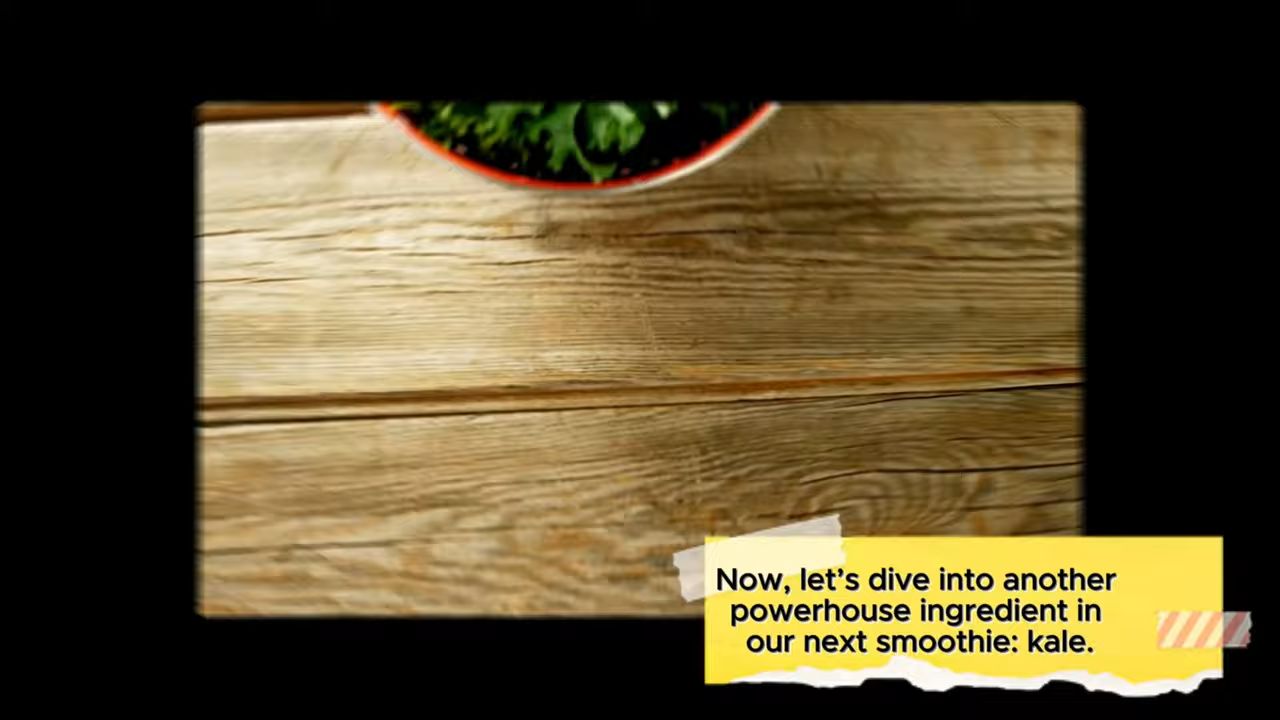 Now, let’s dive into another
powerhouse ingredient in
our next smoothie: kale.